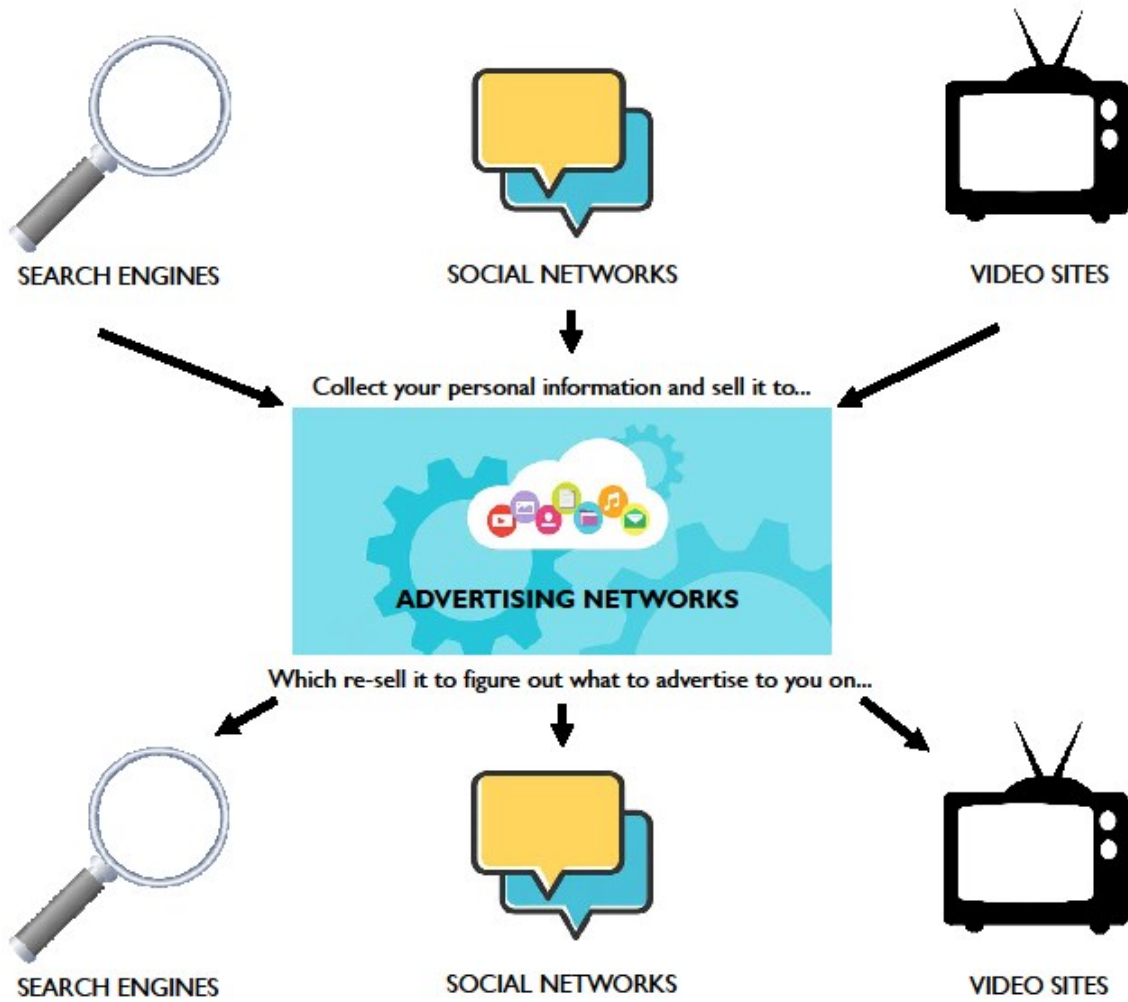 SEARCH ENGINES
SOCIAL NETWORKS
VIDEO SITES
Collect your personal information and sell it to...
ADVERTISING NETWORKS
Which re-sell it to figure out what to advertise to you on...
SEARCH ENGINES
SOCIAL NETWORKS
VIDEO SITES